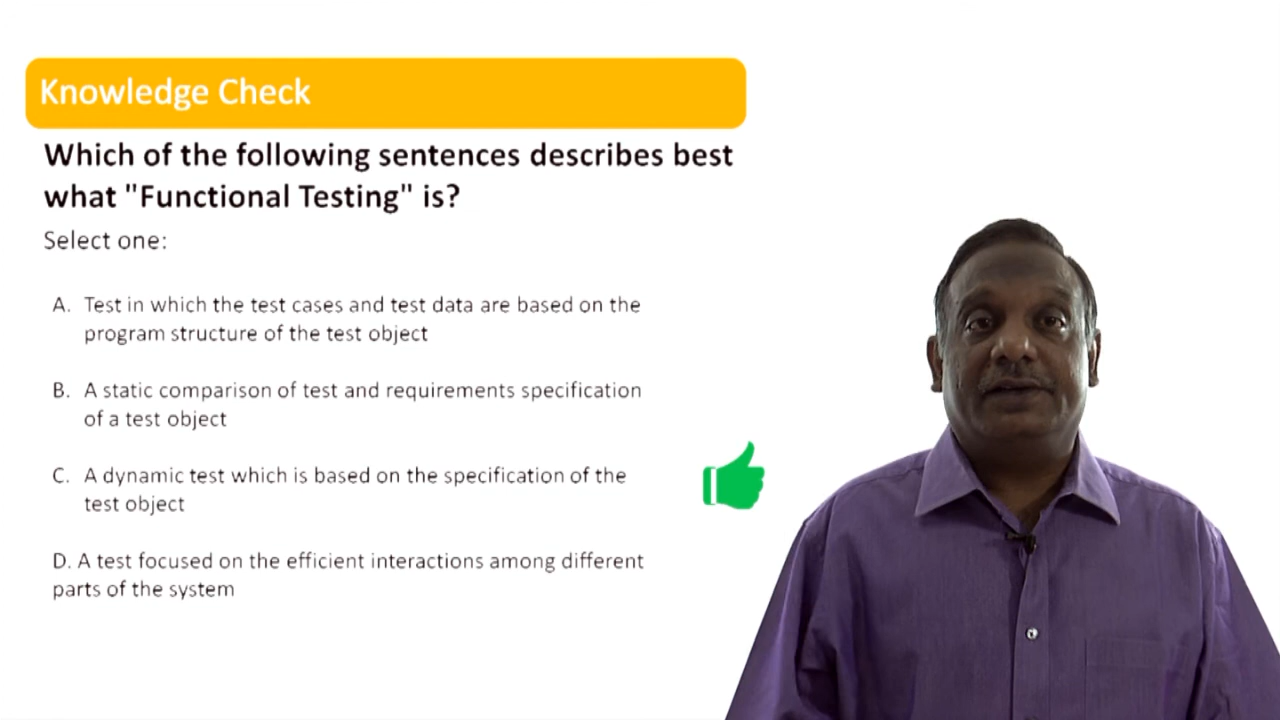 Knowledge Check
Which of the following sentences describes best
what "Functional Testing" is?
Select one:
A. Test in which the test cases and test data are based on the
program structure of the test object
B. A static comparison of test and requirements specification
of a test object
C. A dynamic test which is based on the specification of the
test object
D. A test focused on the efficient interactions among different
parts of the system